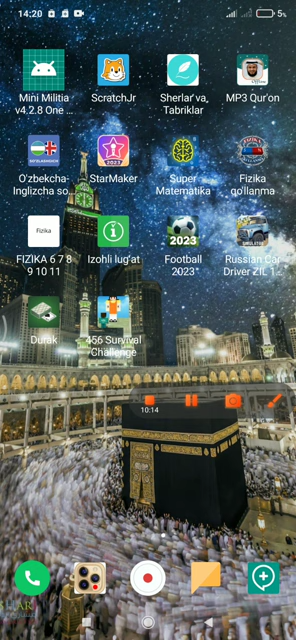 14:20
5%
Mini Militia
v4.2.8 One ...
ScratchJr
Sherlar va
Tabriklar
MP3 Qur'on
O'zbekcha-
Inglizcha so..
StarMaker
2023
Super
Matematika
Fizika
qo'llanma
Fizika
FIZIKA 6 7 8
9 10 11
Izohli lug'at
2023
Football
2023
Russian Car
Driver ZIL 1...
Durak
456 Survival
Challenge
10:14